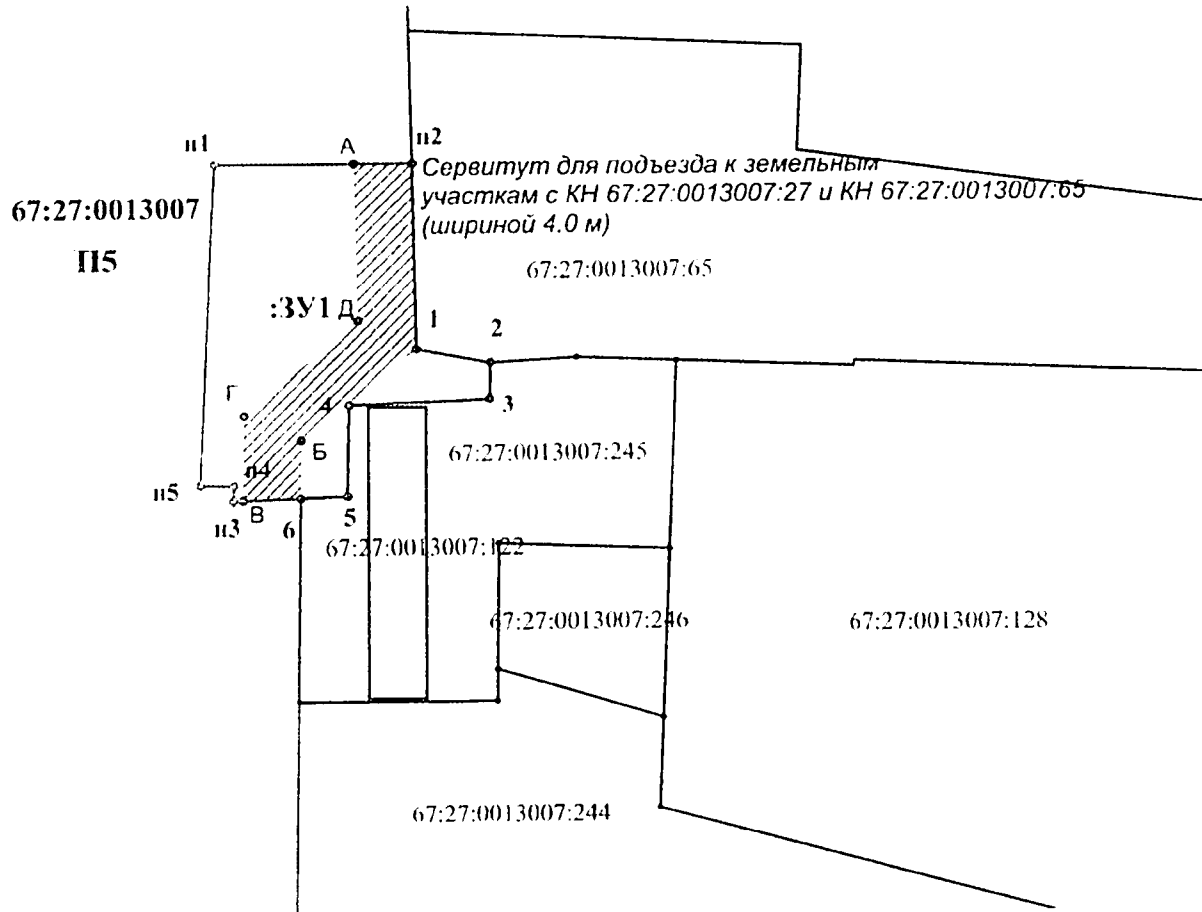 н1
А
н2
Сервитут для подъезда к земельным
участкам с КН 67:27:0013007:27 и КН 67:27:0013007:65
(шириной 4.0 м)
67:27:0013007
П5
67:27:0013007:65
:ЗУ1
Д
1
2
Г
4
3
Б
67:27:0013007:245
н4
н5
В
н3
6
5
67:27:0013007:122
67:27:0013007:246
67:27:0013007:128
67:27:0013007:244